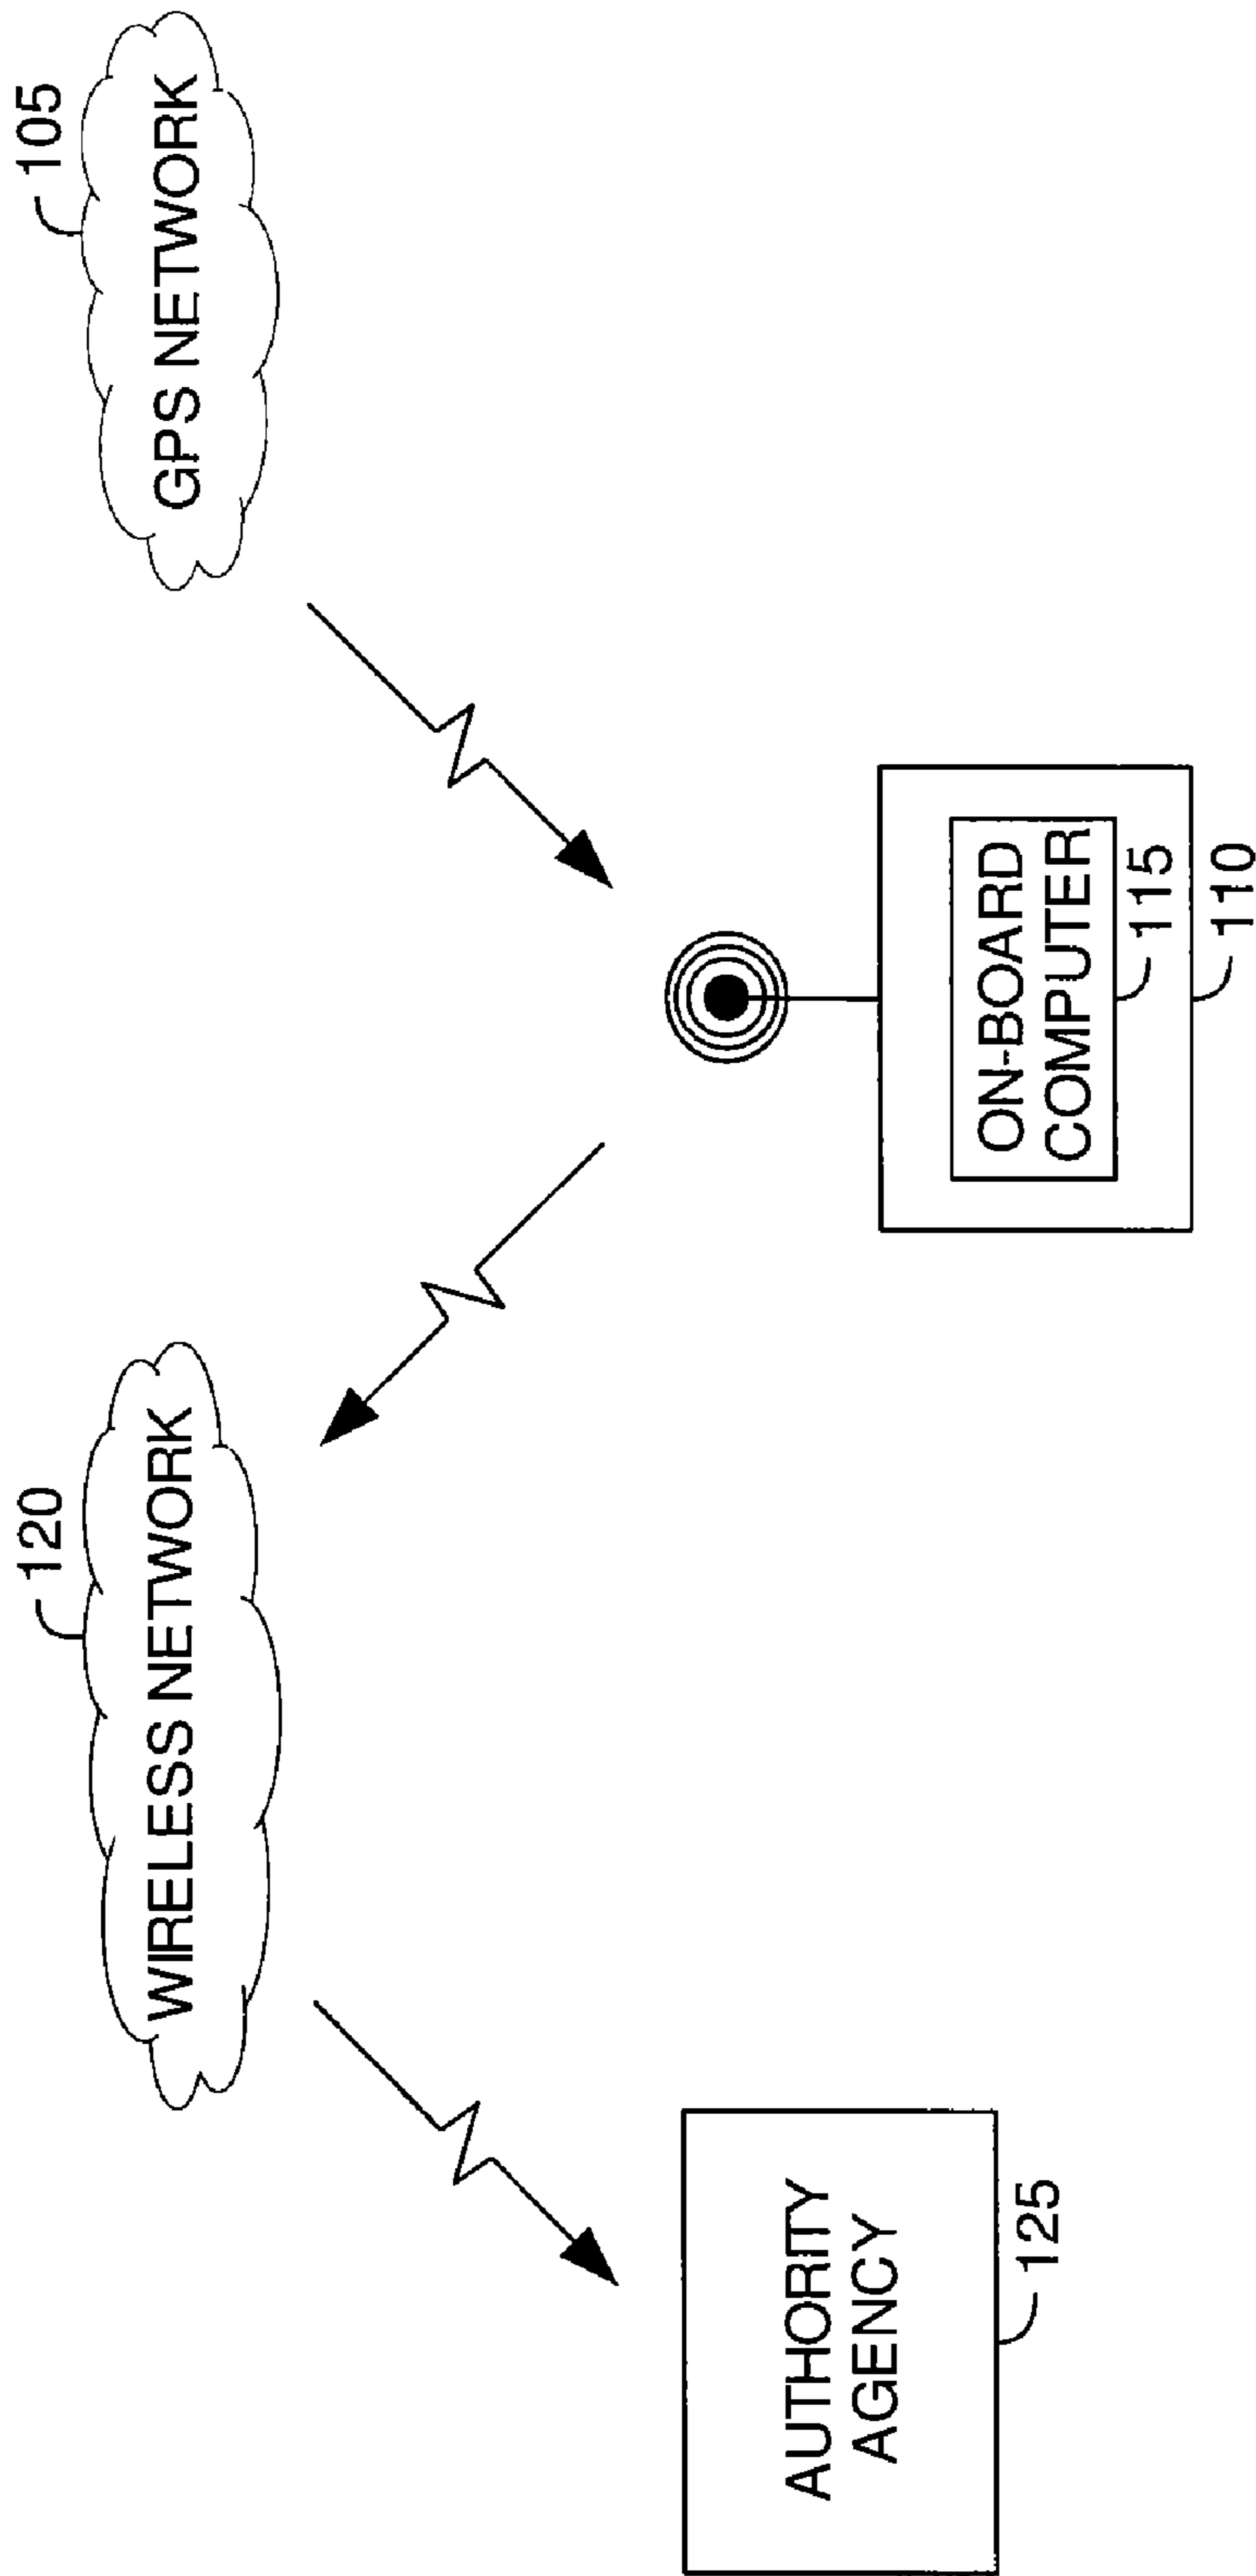 120
WIRELESS NETWORK
105
GPS NETWORK
AUTHORITY
AGENCY
125
ON-BOARD
COMPUTER
115
110